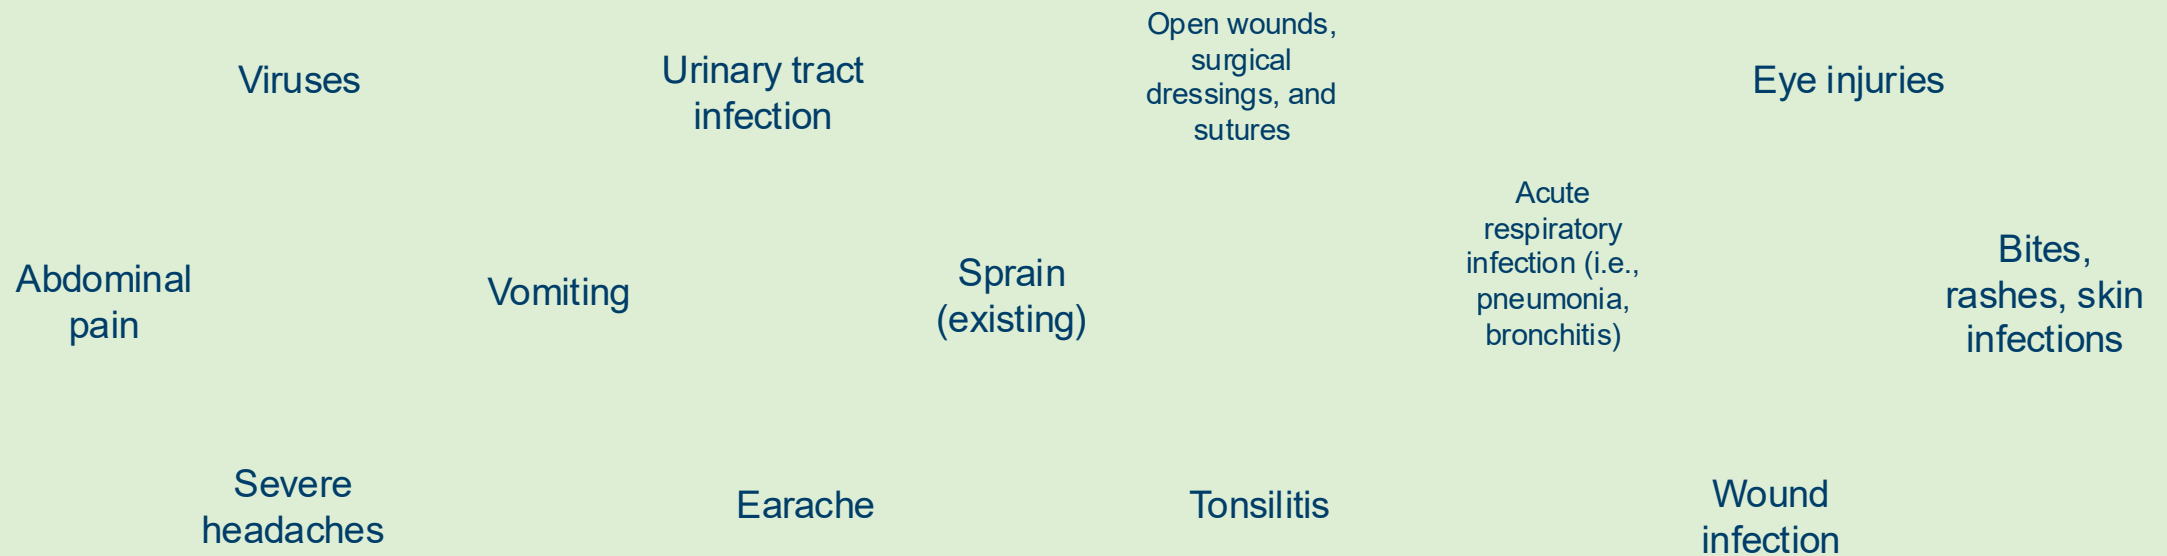 Viruses
Urinary tract
infection
Open wounds,
surgical
dressings, and
sutures
Eye injuries
Abdominal
pain
Vomiting
Sprain
(existing)
Acute
respiratory
infection (i.e.,
pneumonia,
bronchitis)
Bites,
rashes, skin
infections
Severe
headaches
Earache
Tonsilitis
Wound
infection